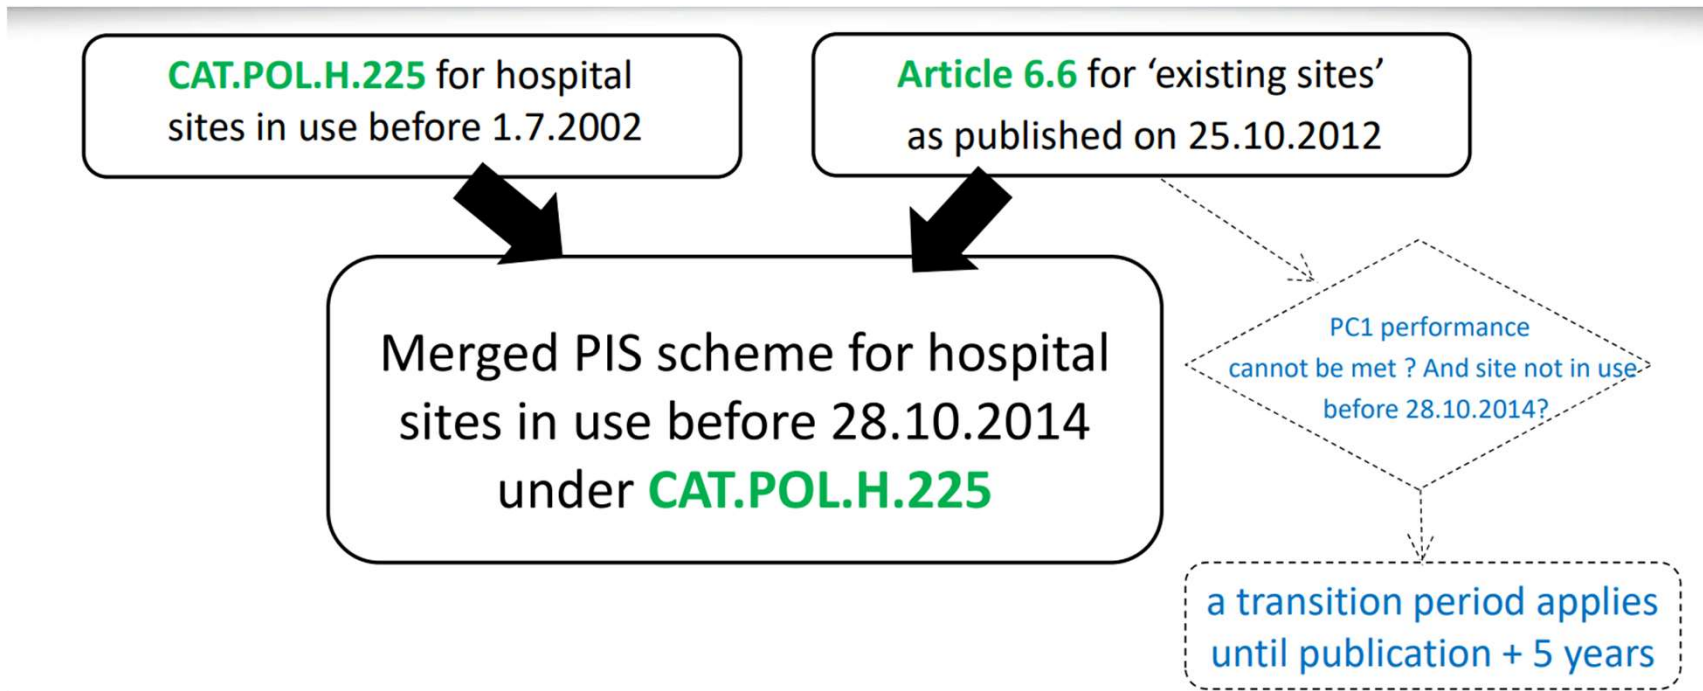 CAT.POL.H.225 for hospital
sites in use before 1.7.2002
Article 6.6 for ‘existing sites’
as published on 25.10.2012
Merged PIS scheme for hospital
sites in use before 28.10.2014
under CAT.POL.H.225
PC1 performance
cannot be met ? And site not in use
before 28.10.2014?
a transition period applies
until publication + 5 years